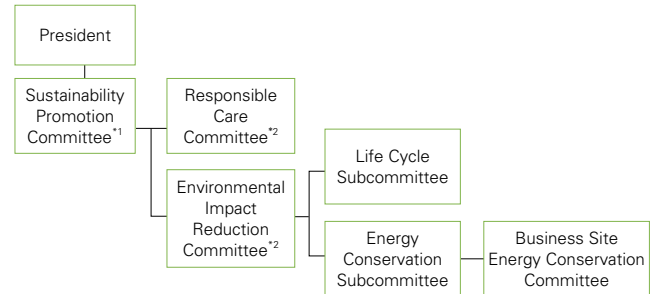 President
Sustainability
Promotion
Committee*1
Responsible
Care
Committee*2
Environmental
Impact
Reduction
Committee*2
Life Cycle
Subcommittee
Energy
Conservation
Subcommittee
Business Site
Energy Conservation
Committee